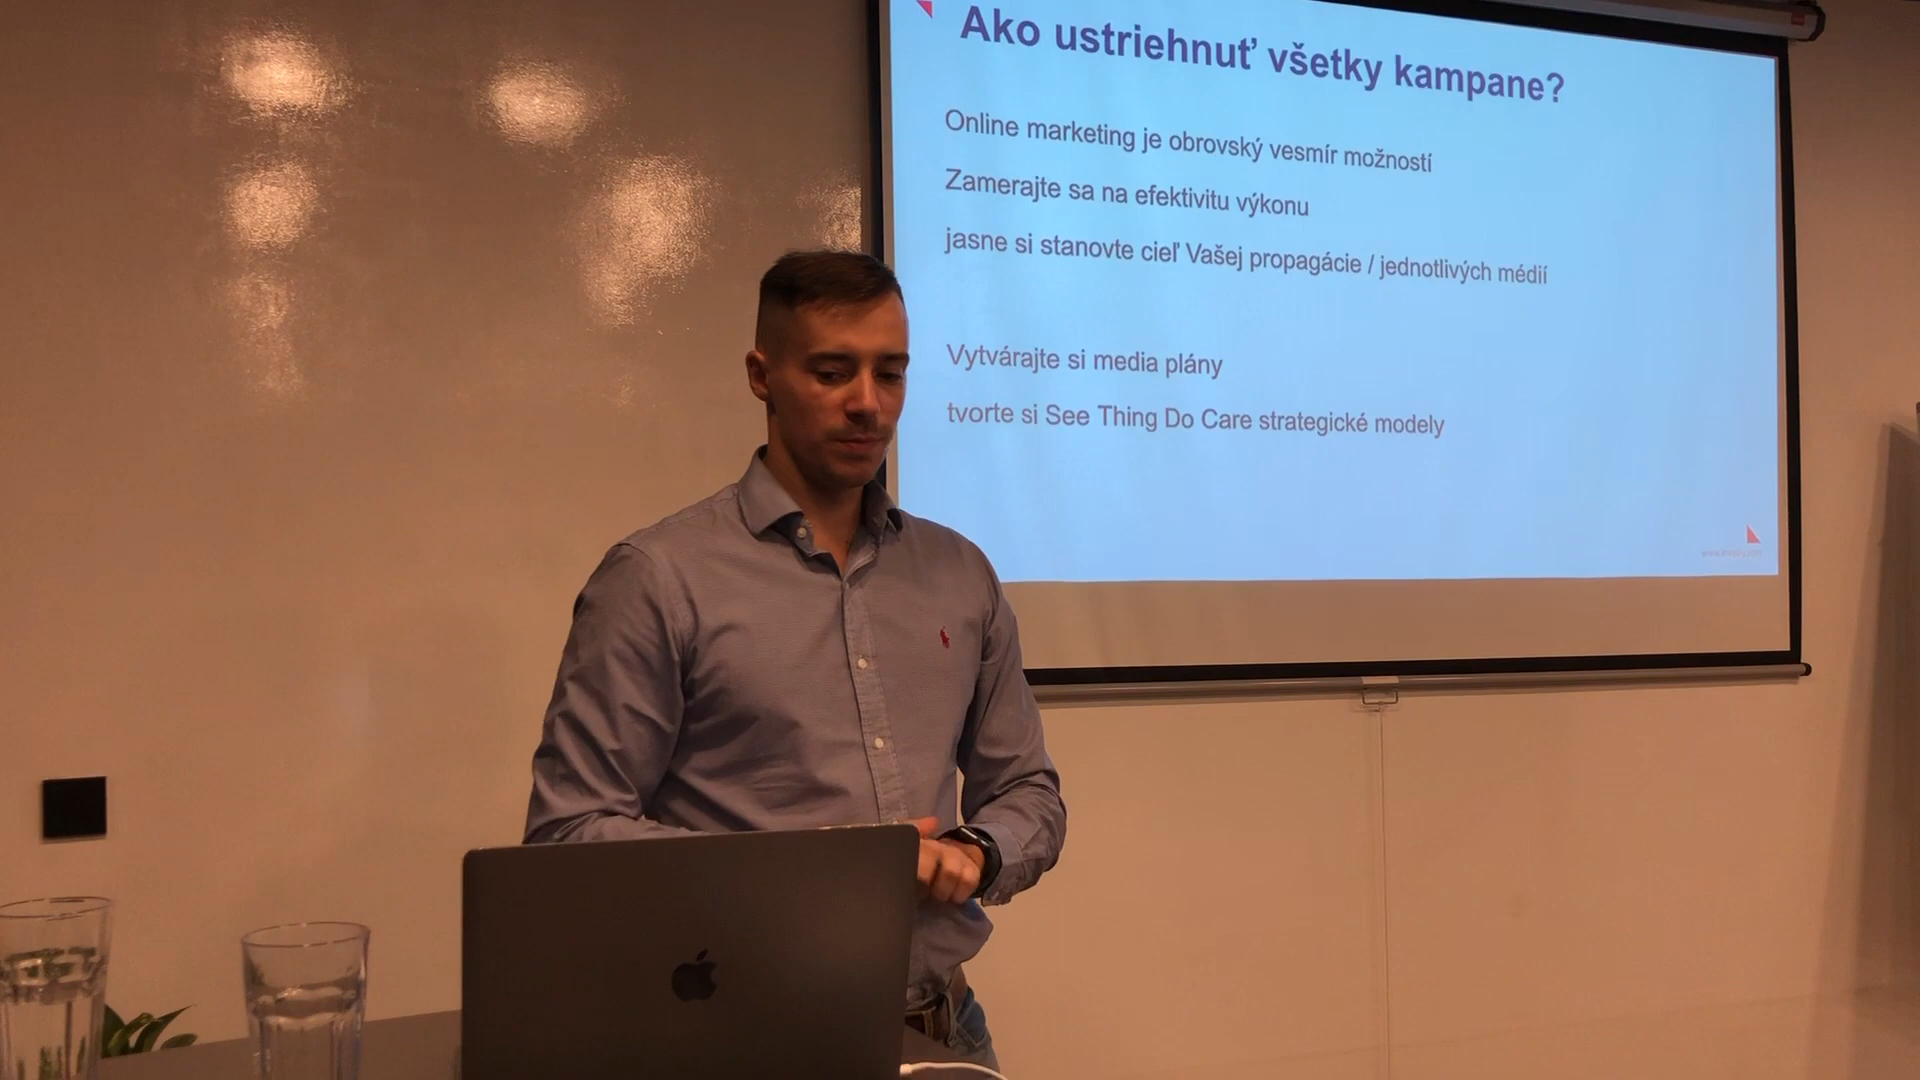 Ako ustriehnuť všetky kampane?
Online marketing je obrovský vesmír možností
Zamerajte sa na efektivitu výkonu
jasne si stanovte cieľ Vašej propagácie / jednotlivých médií
Vytvárajte si media plány
tvorte si See Thing Do Care strategické modely